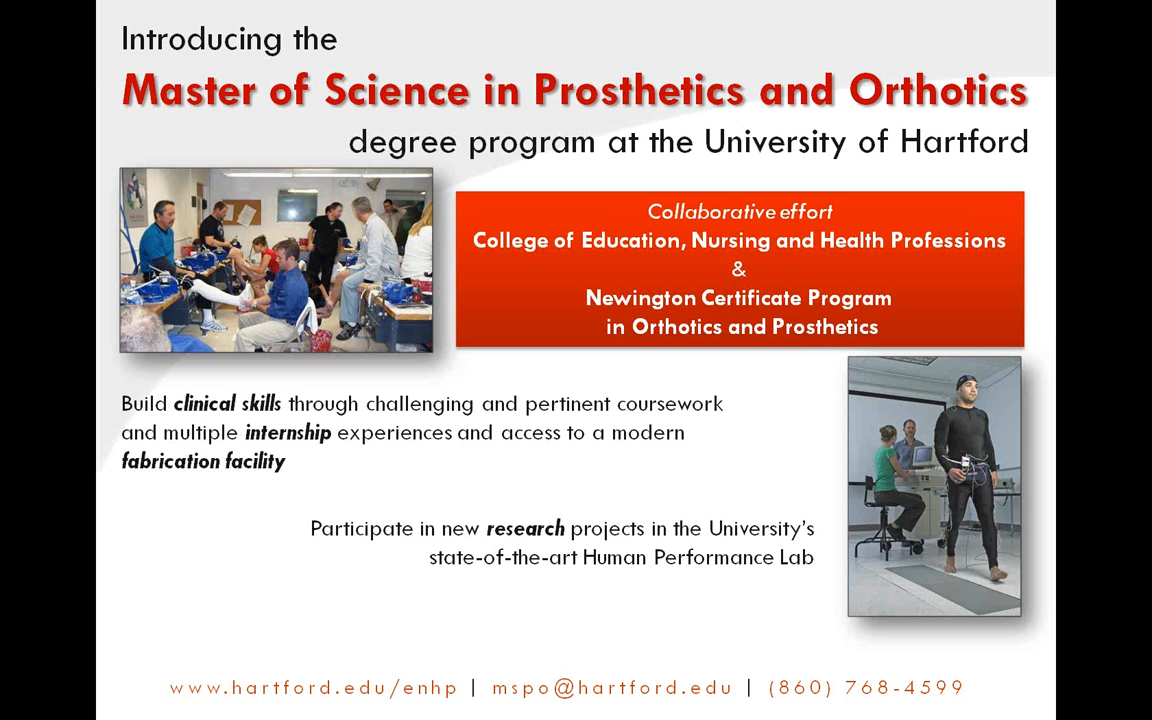 Introducing the
Master of Science in Prosthetics and Orthotics
degree program at the University of Hartford
Collaborative effort
College of Education, Nursing and Health Professions
&
Newington Certificate Program
in Orthotics and Prosthetics
Build clinical skills through challenging and pertinent coursework
and multiple internship experiences and access to a modern
fabrication facility
Participate in new research projects in the University’s
state-of-the-art Human Performance Lab
www.hartford.edu/enhp | mspo@hartford.edu | (860) 768-4599